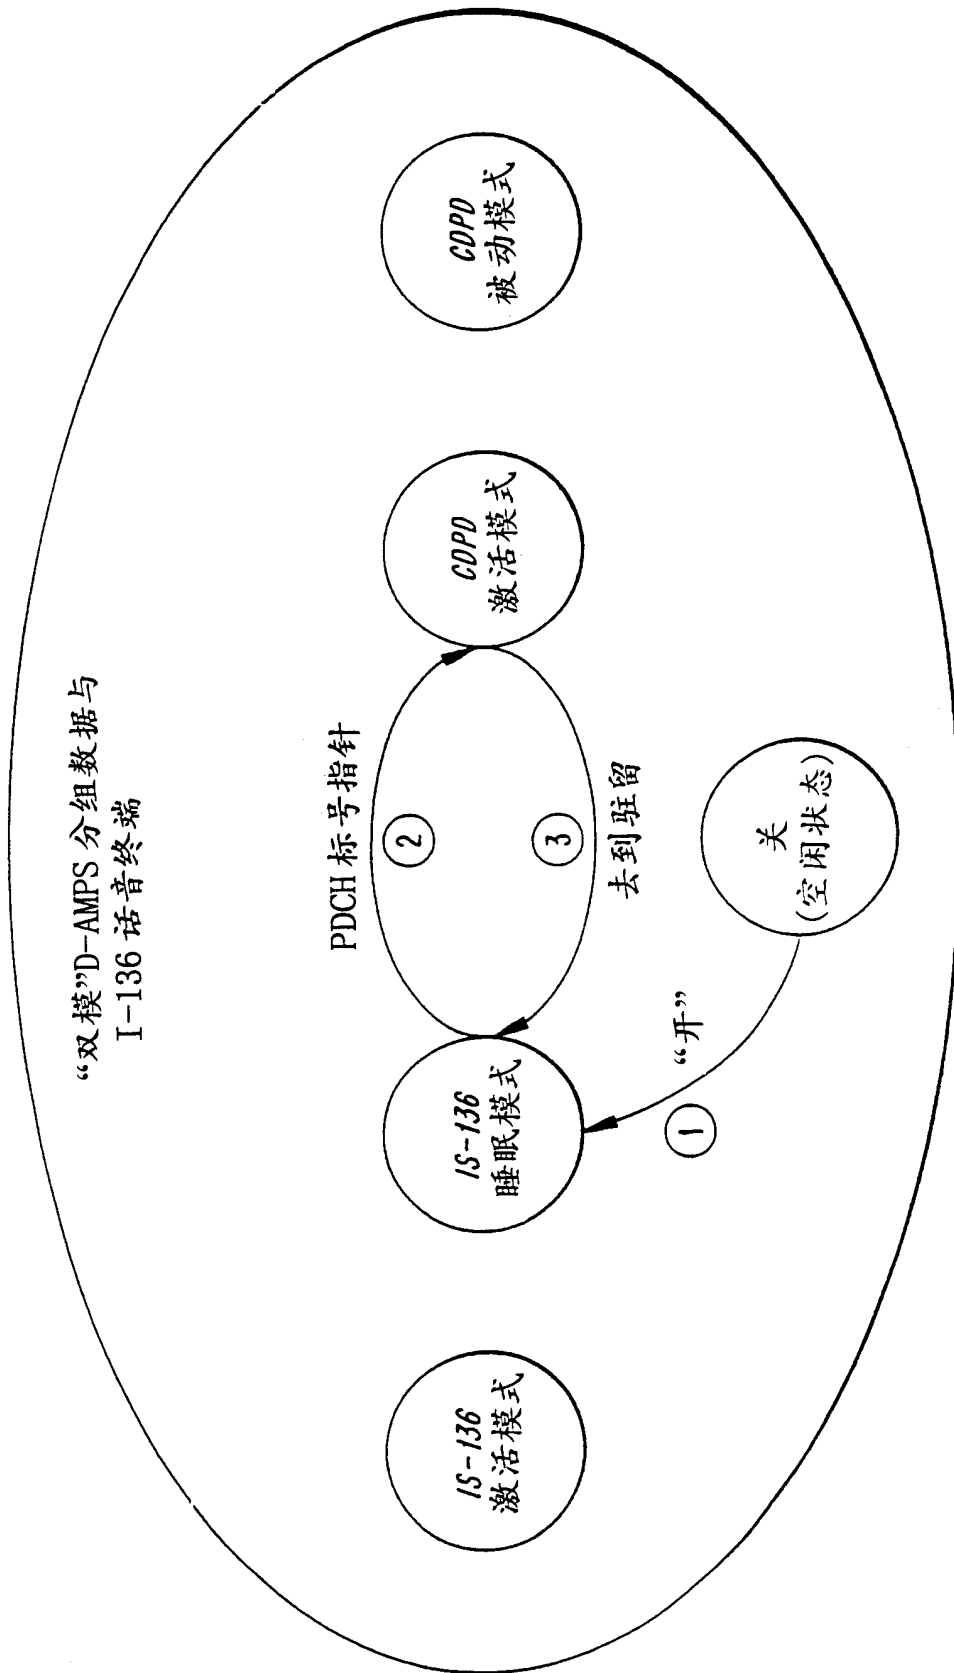 “双模”D-AMPS 分组数据与
I-136 话音终端
PDCH 标号指针
②
③
去到驻留
IS-136
激活模式
IS-136
睡眠模式
CDPD
激活模式
CDPD
被动模式
①
“开”
关
(空闲状态)